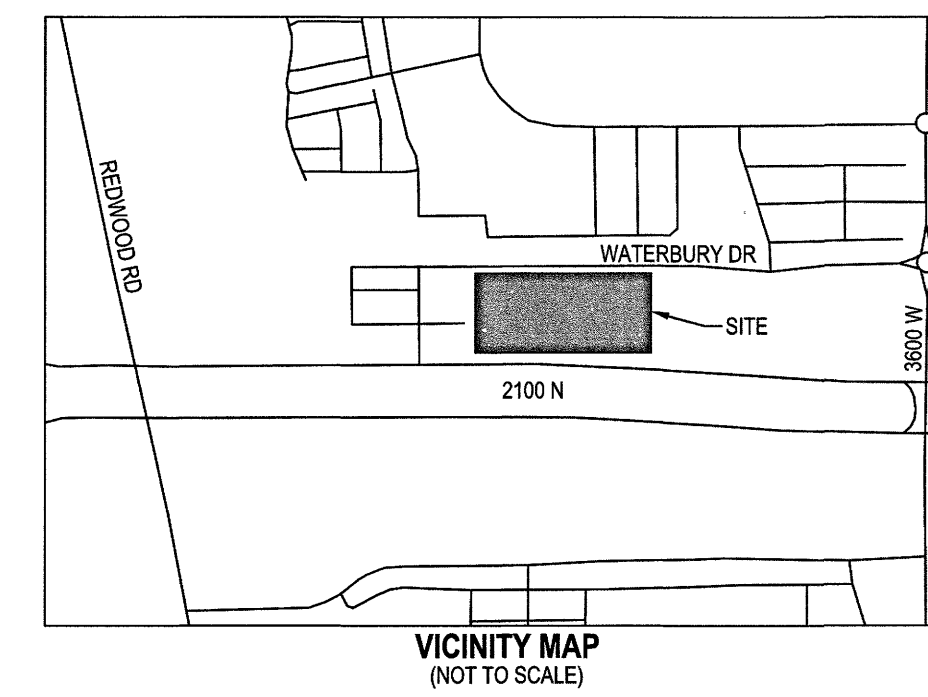 REDWOOD RD
WATERBURY DR
SITE
3600 W
2100 N
VICINITY MAP
(NOT TO SCALE)